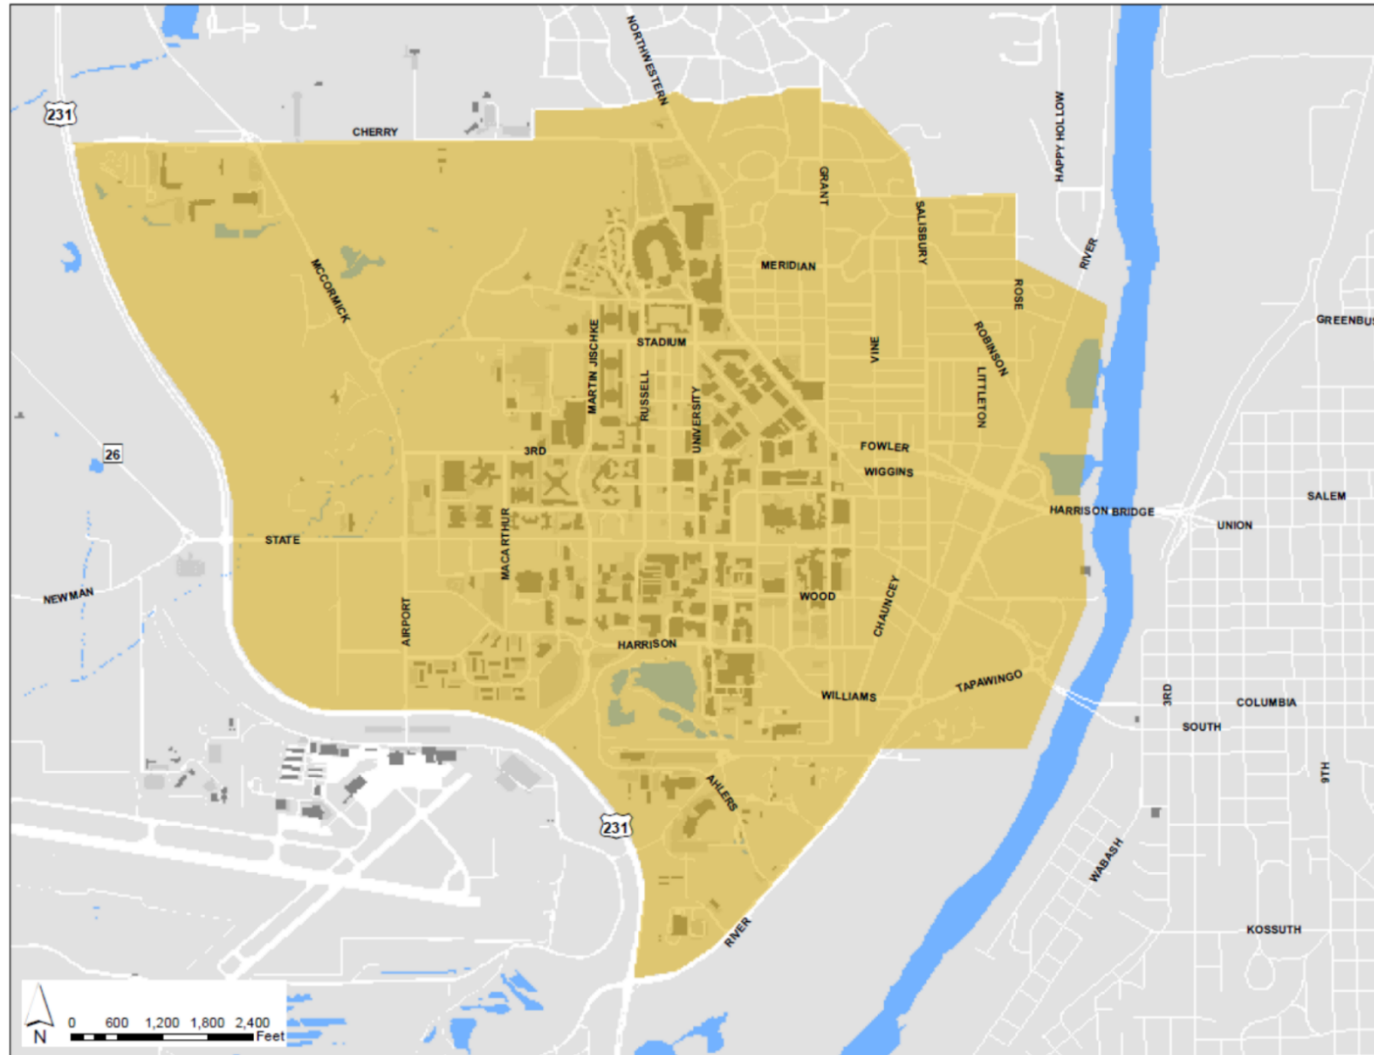 NORTHWESTERN
HAPPY HOLLOW
231
CHERRY
GRANT
SALISBURY
RIVER
MERIDIAN
MCCORMICK
ROSE
GREENBUS
MARTIN JISCHKE
STADIUM
VINE
ROBINSON
RUSSELL
LITTLETON
UNIVERSITY
26
3RD
FOWLER
WIGGINS
SALEM
HARRISON BRIDGE
UNION
STATE
MACARTHUR
NEWMAN
WOOD
CHAUNCEY
AIRPORT
HARRISON
TAPAWINGO
WILLIAMS
3RD
COLUMBIA
SOUTH
9TH
AHLERS
231
WABASH
RIVER
KOSSUTH
N
0 600 1,200 1,800 2,400
Feet